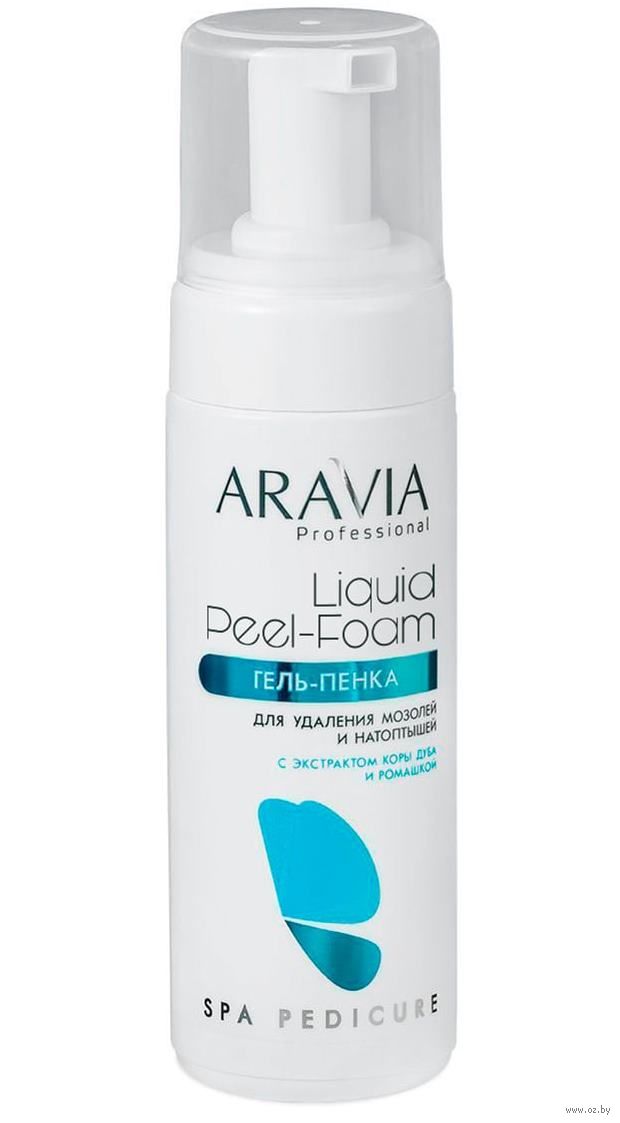 ARAVIA
Professional
Liquid
Peel-Foam
ГЕЛЬ-ПЕНКА
ДЛЯ УДАЛЕНИЯ МОЗОЛЕЙ
И НАТОПТЫШЕЙ
С ЭКСТРАКТОМ КОРЫ ДУБА
И РОМАШКОЙ
SPA PEDICURE
www.oz.by